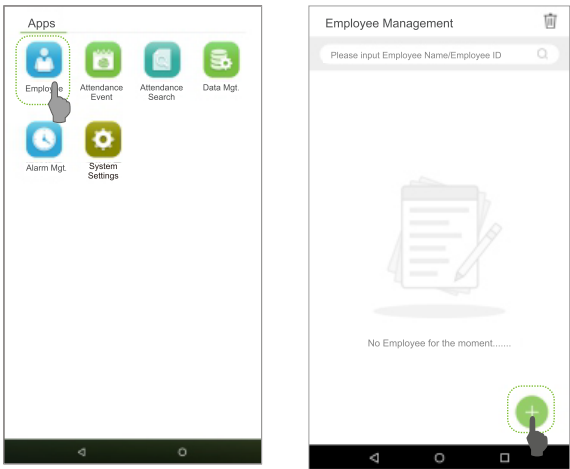 Apps
Employee
Attendance
Event
Attendance
Search
Data Mgt.
Alarm Mgt.
System
Settings
Employee Management
Please input Employee Name/Employee ID
No Employee for the moment.......